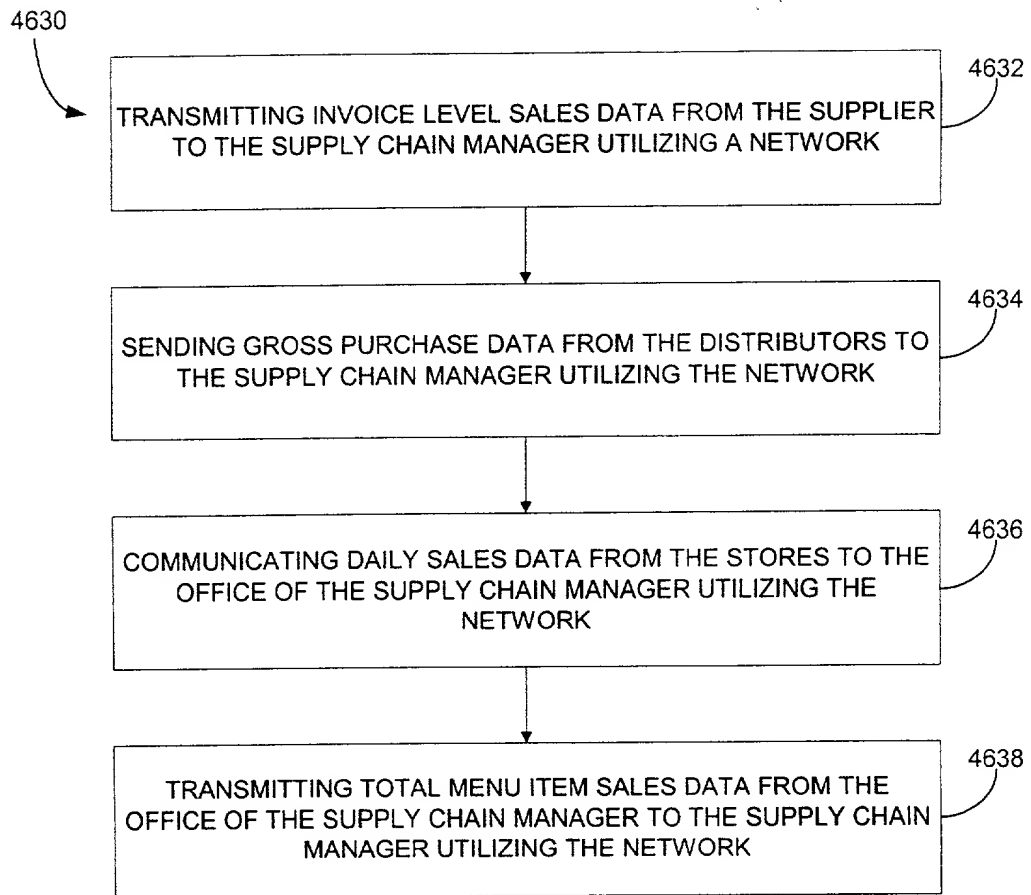 4630
4632
TRANSMITTING INVOICE LEVEL SALES DATA FROM THE SUPPLIER
TO THE SUPPLY CHAIN MANAGER UTILIZING A NETWORK
4634
SENDING GROSS PURCHASE DATA FROM THE DISTRIBUTORS TO
THE SUPPLY CHAIN MANAGER UTILIZING THE NETWORK
4636
COMMUNICATING DAILY SALES DATA FROM THE STORES TO THE
OFFICE OF THE SUPPLY CHAIN MANAGER UTILIZING THE
NETWORK
4638
TRANSMITTING TOTAL MENU ITEM SALES DATA FROM THE
OFFICE OF THE SUPPLY CHAIN MANAGER TO THE SUPPLY CHAIN
MANAGER UTILIZING THE NETWORK